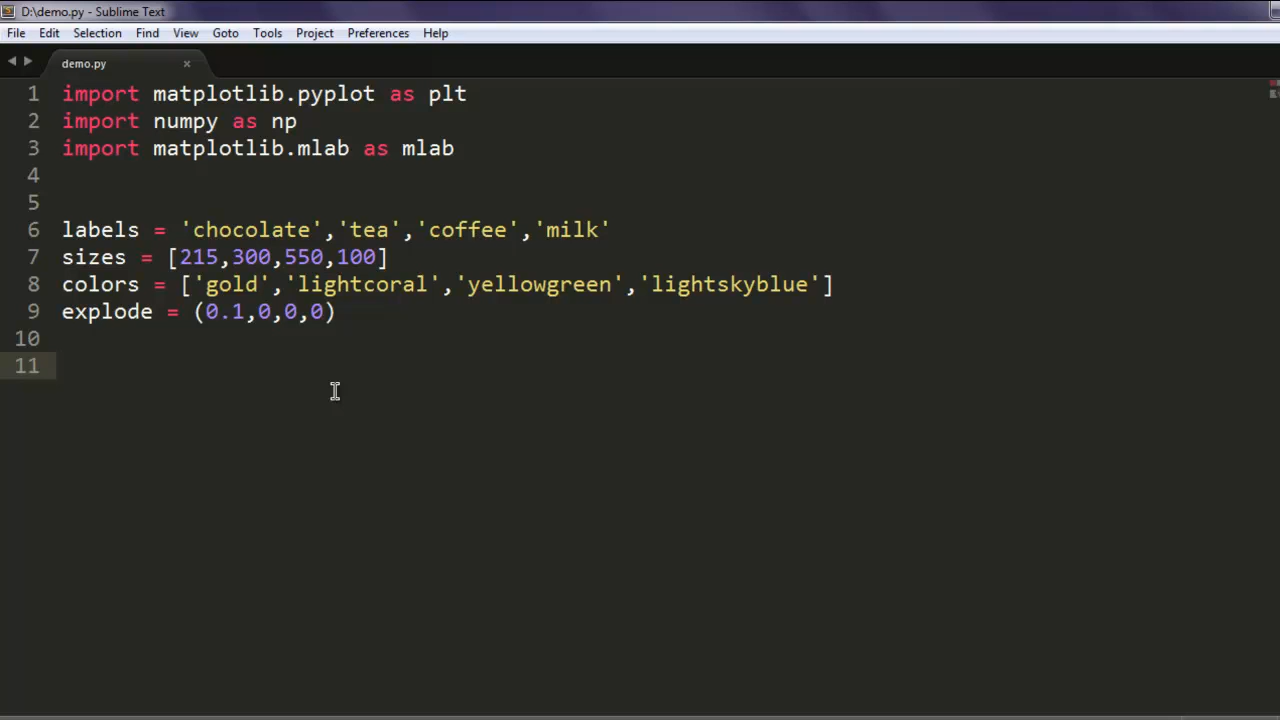 D:\demo.py - Sublime Text
File Edit Selection Find View Goto Tools Project Preferences Help
demo.py ×
1 import matplotlib.pyplot as plt
2 import numpy as np
3 import matplotlib.mlab as mlab
4
5
6 labels = 'chocolate','tea','coffee','milk'
7 sizes = [215,300,550,100]
8 colors = ['gold','lightcoral','yellowgreen','lightskyblue']
9 explode = (0.1,0,0,0)
10
11